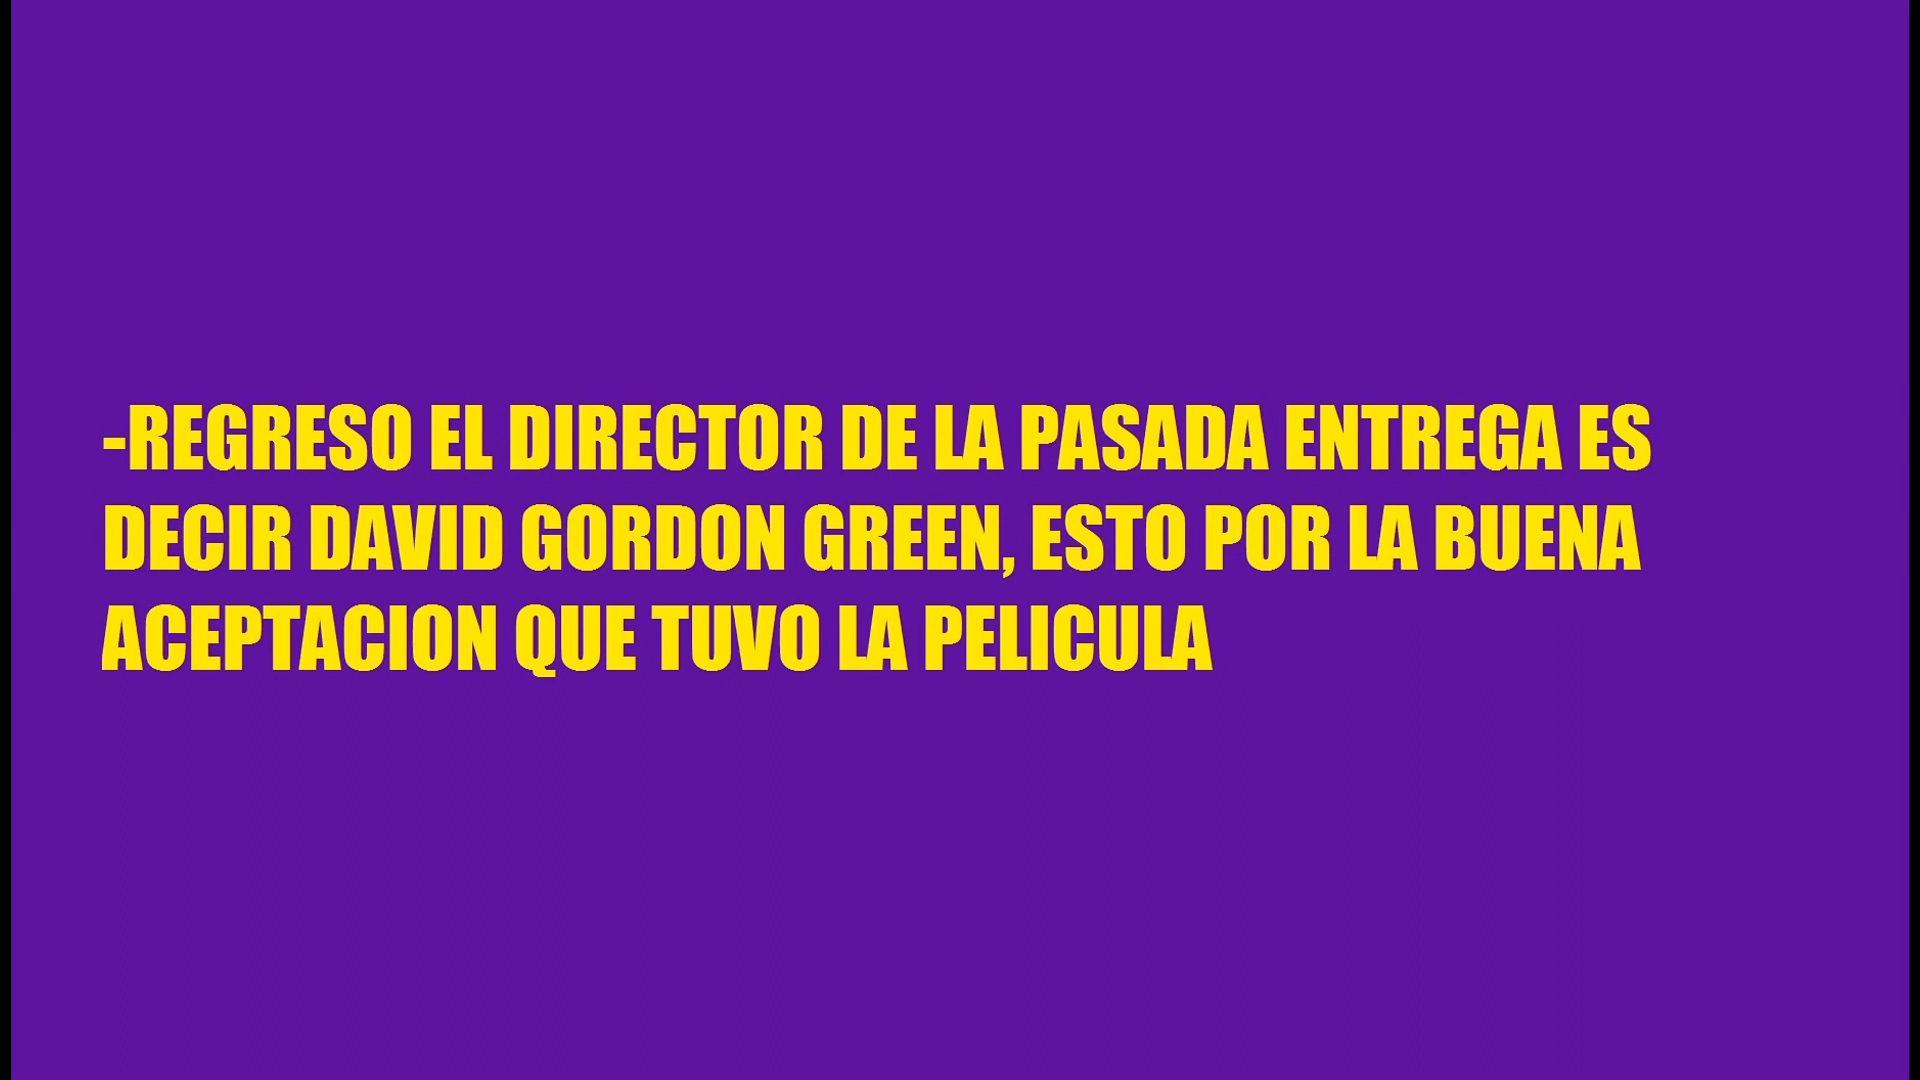 -REGRESO EL DIRECTOR DE LA PASADA ENTREGA ES
DECIR DAVID GORDON GREEN, ESTO POR LA BUENA
ACEPTACION QUE TUVO LA PELICULA